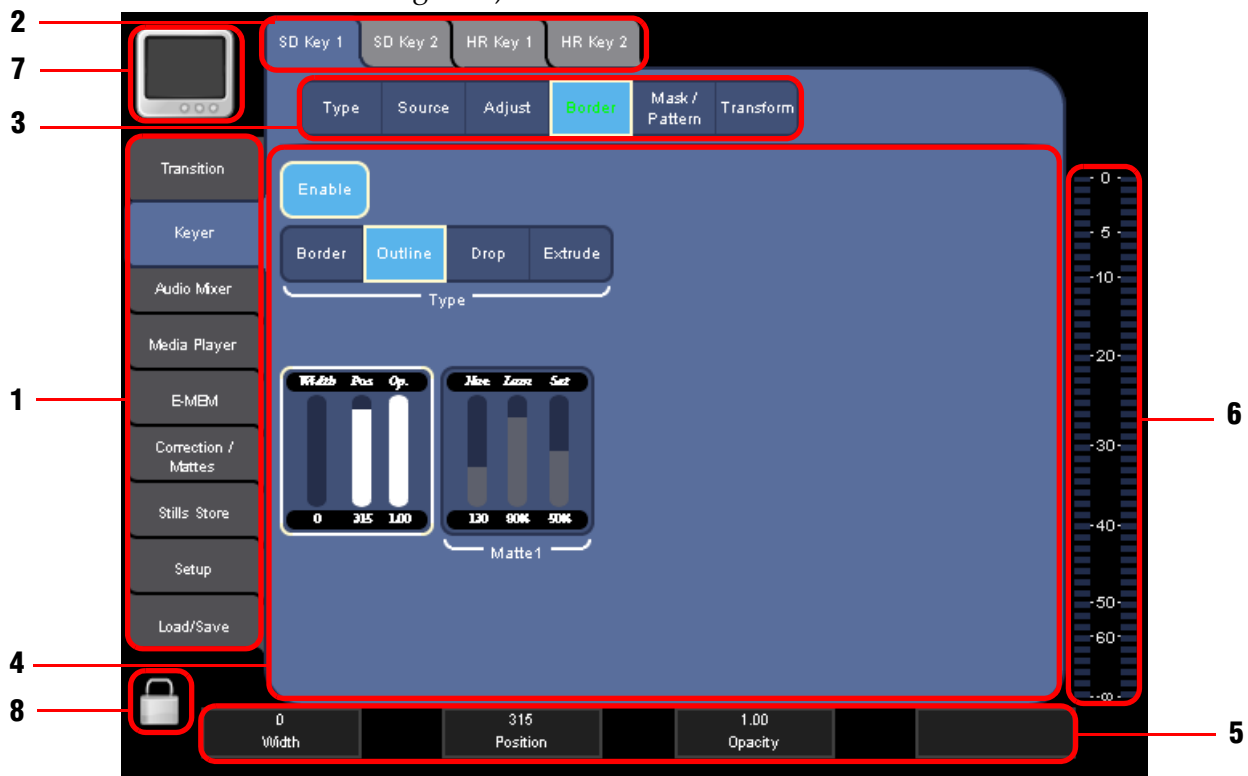 2
SD Key 1 SD Key 2 HR Key 1 HR Key 2
7
3
Type Source Adjust Border Mask / Pattern Transform
Transition
Keyer
Audio Mixer
Media Player
1
E-MEM
Correction / Mattes
Stills Store
Setup
Load/Save
4
8
Enable
Border Outline Drop Extrude
Type
Width Pos Op.
0 315 1.00
Hue Lum Sat
130 90% 50%
Matte1
- 0 -
- 5 -
-10-
-20-
-30-
-40-
-50-
-60-
--∞-
6
0
Width
315
Position
1.00
Opacity
5